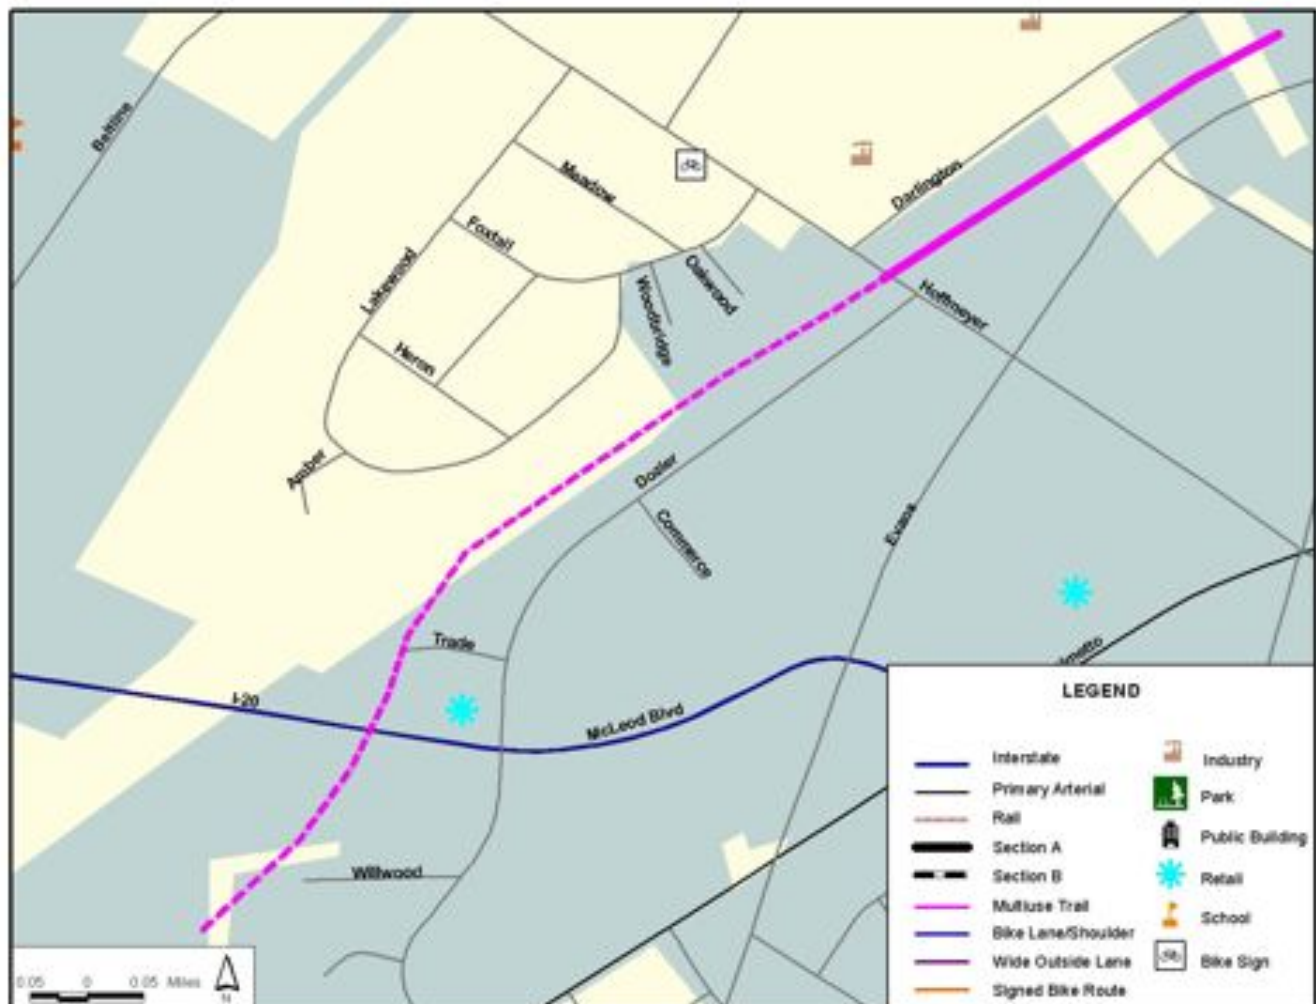 Beltline
Meadow
Foxtail
Lakewood
Heron
Amber
Woodbridge
Oakwood
Darlington
Hoffmeyer
Dozier
Commerce
Evans
Trade
I-20
McLeod Blvd
lmetto
Willwood
0.05 0 0.05 Miles
N
LEGEND
Interstate
Primary Arterial
Rail
Section A
Section B
Multiuse Trail
Bike Lane/Shoulder
Wide Outside Lane
Signed Bike Route
Industry
Park
Public Building
Retail
School
Bike Sign